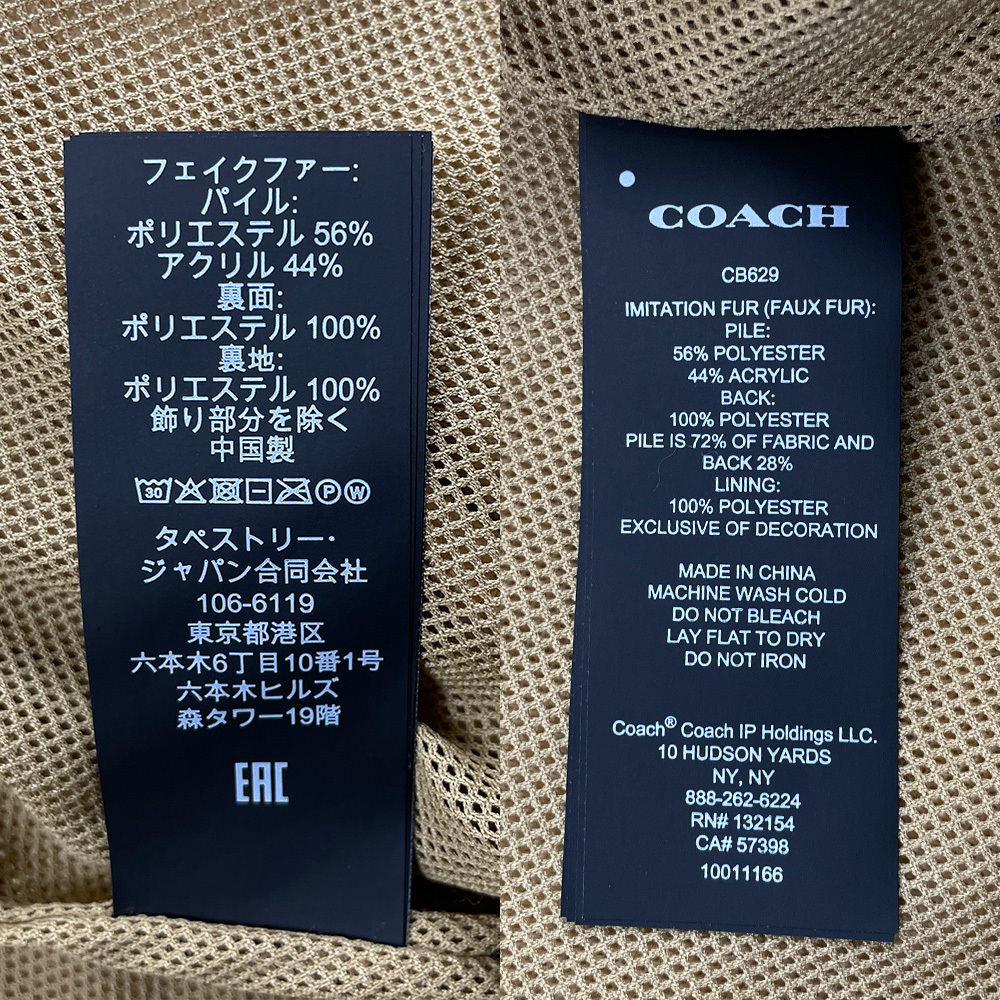 フェイクファー:
パイル:
ポリエステル 56%
アクリル 44%
裏面:
ポリエステル 100%
裏地:
ポリエステル 100%
飾り部分を除く
中国製
30 P W
タペストリー・
ジャパン合同会社
106-6119
東京都港区
六本木6丁目10番1号
六本木ヒルズ
森タワー19階
EAC
COACH
CB629
IMITATION FUR (FAUX FUR):
PILE:
56% POLYESTER
44% ACRYLIC
BACK:
100% POLYESTER
PILE IS 72% OF FABRIC AND
BACK 28%
LINING:
100% POLYESTER
EXCLUSIVE OF DECORATION
MADE IN CHINA
MACHINE WASH COLD
DO NOT BLEACH
LAY FLAT TO DRY
DO NOT IRON
Coach® Coach IP Holdings LLC.
10 HUDSON YARDS
NY, NY
888-262-6224
RN# 132154
CA# 57398
10011166